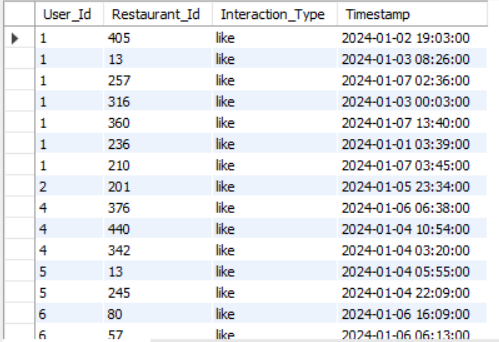 User_Id Restaurant_Id Interaction_Type Timestamp
1 405 like 2024-01-02 19:03:00
1 13 like 2024-01-03 08:26:00
1 257 like 2024-01-07 02:36:00
1 316 like 2024-01-03 00:03:00
1 360 like 2024-01-07 13:40:00
1 236 like 2024-01-01 03:39:00
1 210 like 2024-01-07 03:45:00
2 201 like 2024-01-05 23:34:00
4 376 like 2024-01-06 06:38:00
4 440 like 2024-01-04 10:54:00
4 342 like 2024-01-04 03:20:00
5 13 like 2024-01-04 05:55:00
5 245 like 2024-01-04 22:09:00
6 80 like 2024-01-06 16:09:00
6 57 like 2024-01-06 06:13:00